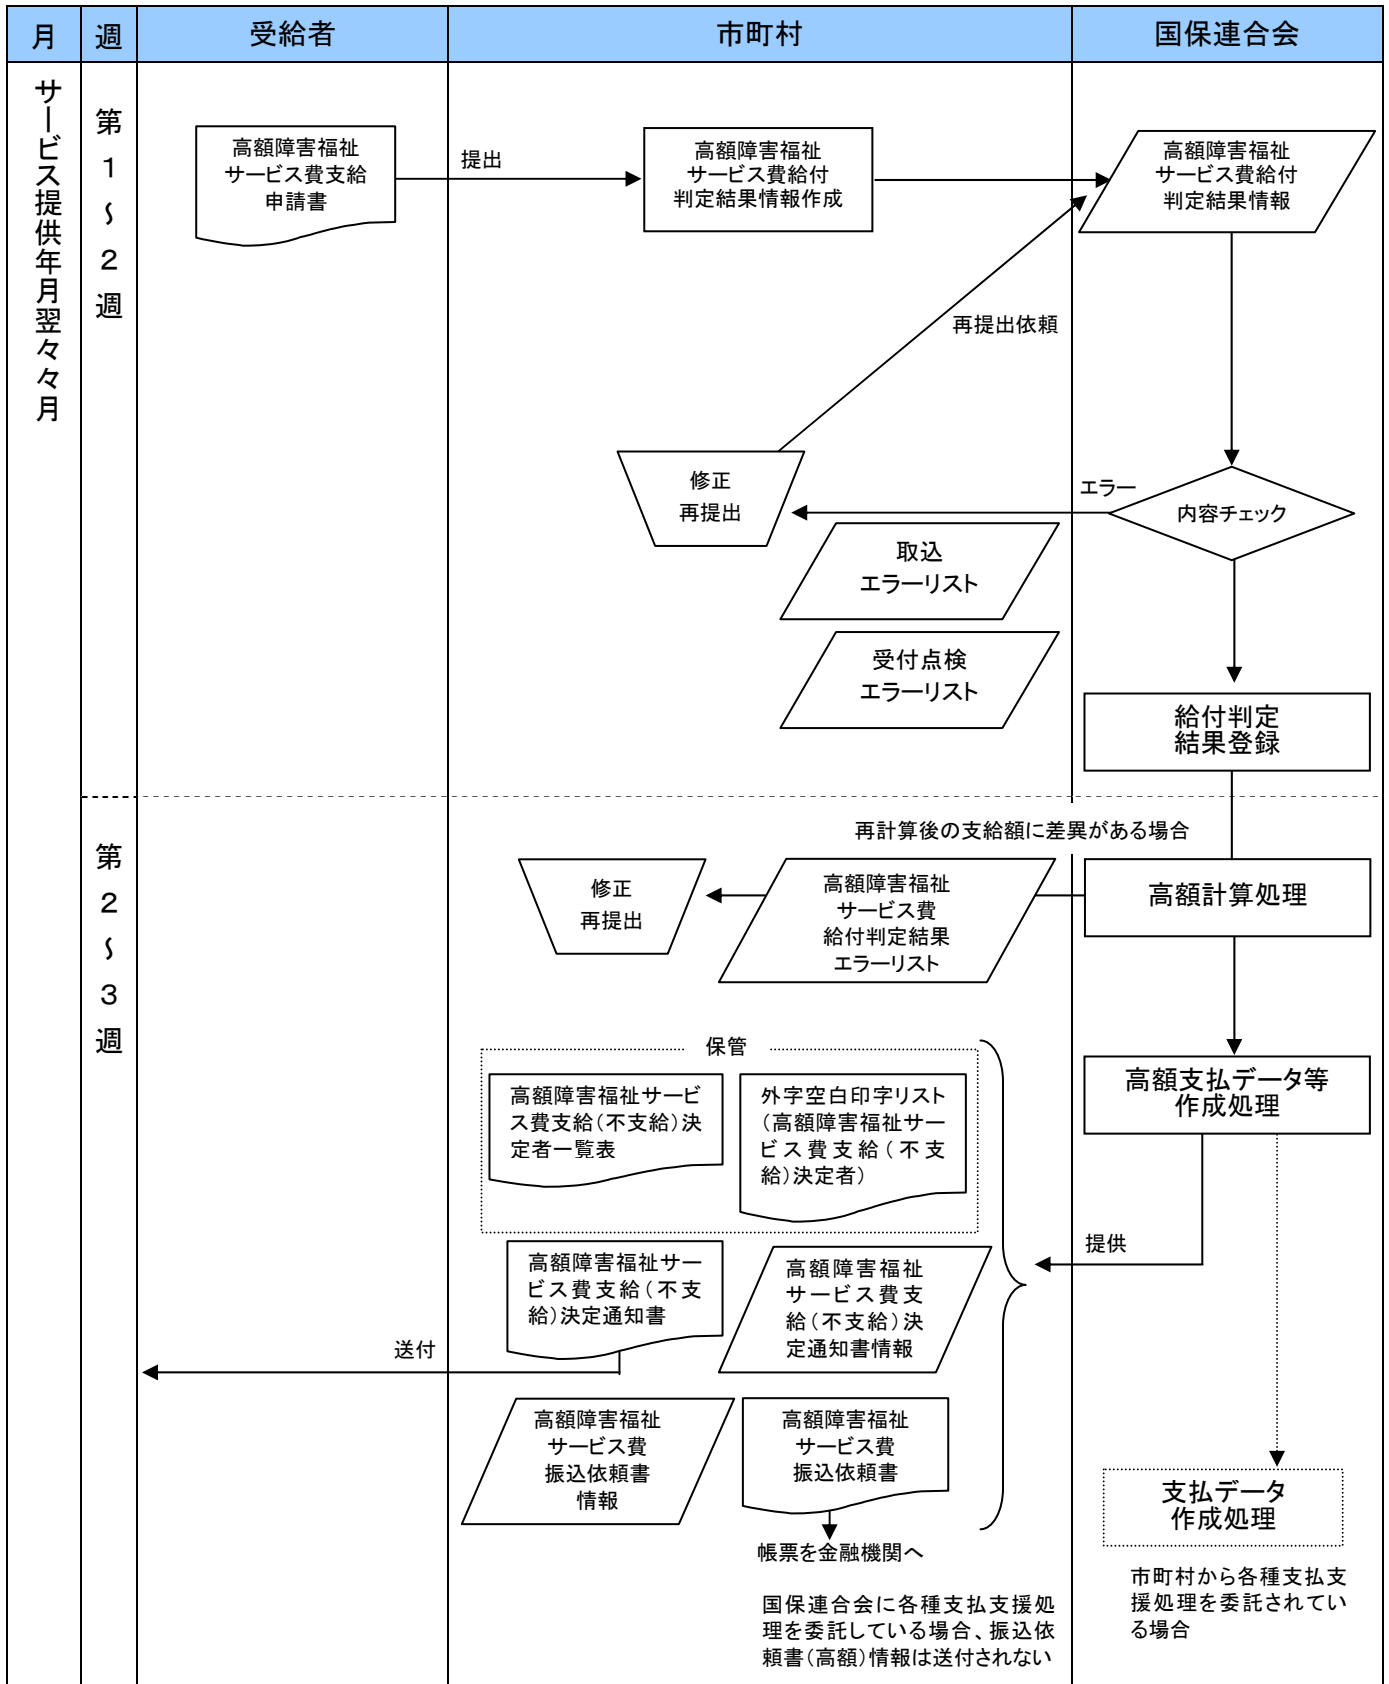 月
週
受給者
市町村
国保連合会
サービス提供年月翌々々月
第
1
～
2
週
高額障害福祉
サービス費支給
申請書
提出
高額障害福祉
サービス費給付
判定結果情報作成
高額障害福祉
サービス費給付
判定結果情報
再提出依頼
修正
再提出
エラー
内容チェック
取込
エラーリスト
受付点検
エラーリスト
給付判定
結果登録
第
2
～
3
週
再計算後の支給額に差異がある場合
修正
再提出
高額障害福祉
サービス費
給付判定結果
エラーリスト
高額計算処理
保管
高額障害福祉サービ
ス費支給(不支給)決
定者一覧表
外字空白印字リスト
(高額障害福祉サー
ビス費支給(不支
給)決定者)
高額支払データ等
作成処理
提供
高額障害福祉サー
ビス費支給(不支
給)決定通知書
高額障害福祉
サービス費支
給(不支給)決
定通知書情報
送付
高額障害福祉
サービス費
振込依頼書
情報
高額障害福祉
サービス費
振込依頼書
支払データ
作成処理
帳票を金融機関へ
市町村から各種支払支
援処理を委託されてい
る場合
国保連合会に各種支払支援処
理を委託している場合、振込依
頼書(高額)情報は送付されない